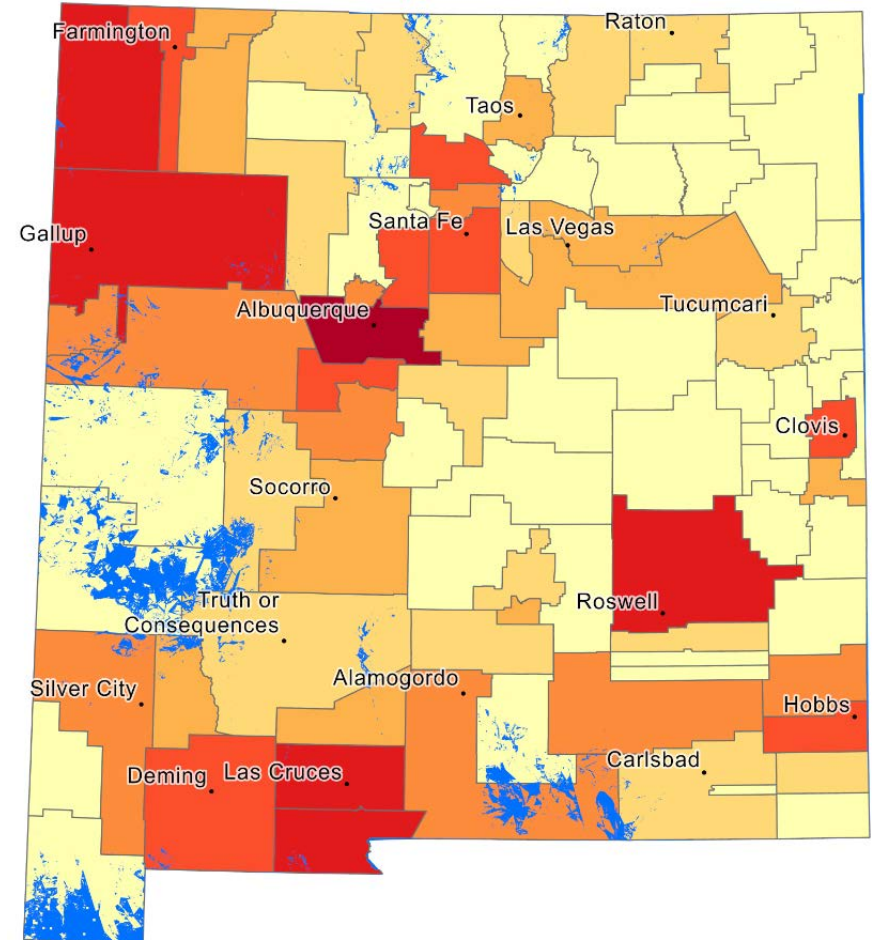 Raton
Farmington
Taos
Santa Fe
Las Vegas
Gallup
Tucumcari
Albuquerque
Clovis
Socorro
Truth or
Consequences
Roswell
Alamogordo
Silver City
Hobbs
Carlsbad
Deming
Las Cruces